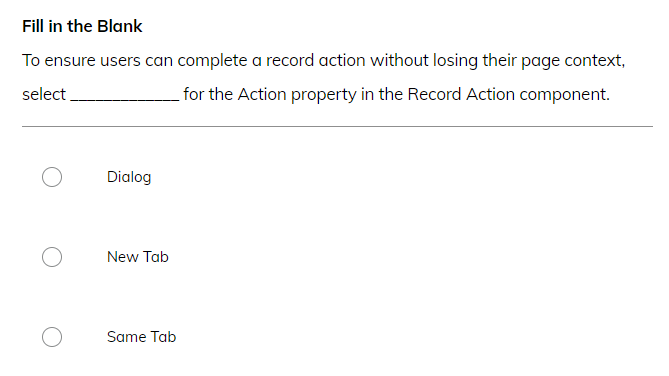 Fill in the Blank
To ensure users can complete a record action without losing their page context,
select _____________ for the Action property in the Record Action component.
Dialog
New Tab
Same Tab